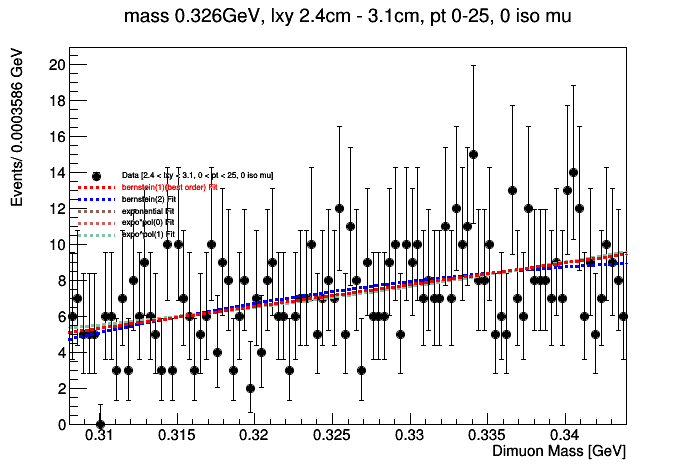 mass 0.326GeV, lxy 2.4cm - 3.1cm, pt 0-25, 0 iso mu
Events/ 0.0003586 GeV
20
18
16
14
12
10
8
6
4
2
0
Data [2.4 < lxy < 3.1, 0 < pt < 25, 0 iso mu]
bernstein(1)(best order) Fit
bernstein(2) Fit
exponential Fit
expo*pol(0) Fit
expo*pol(1) Fit
0.31 0.315 0.32 0.325 0.33 0.335 0.34
Dimuon Mass [GeV]